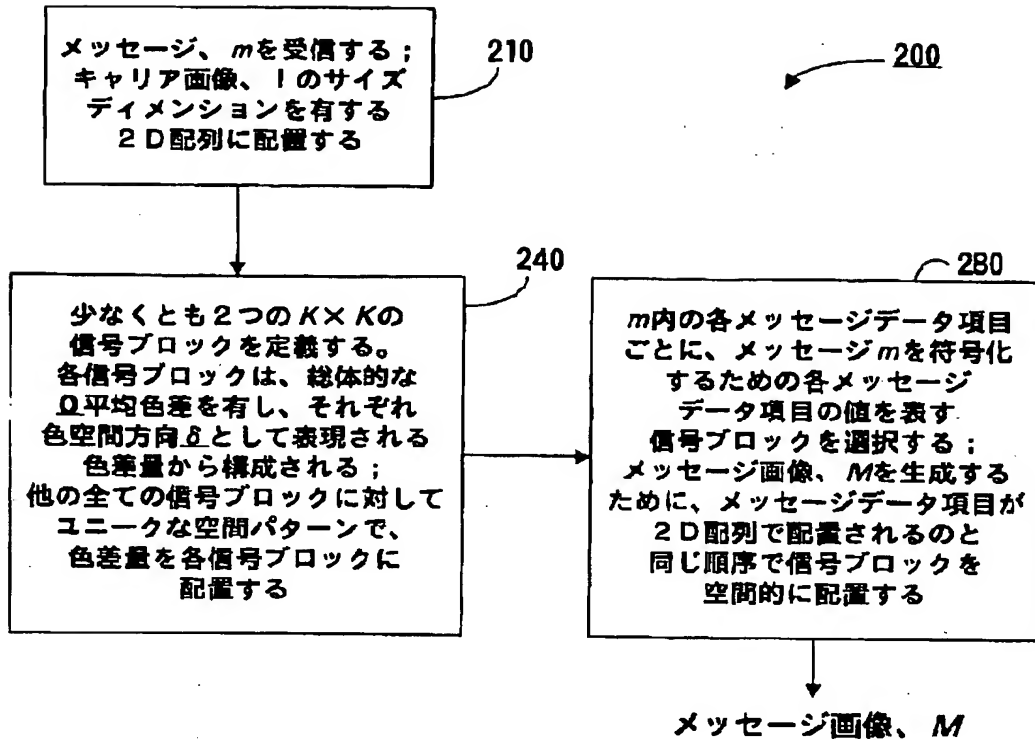 メッセージ、mを受信する；
キャリア画像、Iのサイズ
ディメンションを有する
２Ｄ配列に配置する
210
200
240
少なくとも２つのK×Kの
信号ブロックを定義する。
各信号ブロックは、総体的な
0平均色差を有し、それぞれ
色空間方向δとして表現される
色差量から構成される；
他の全ての信号ブロックに対して
ユニークな空間パターンで、
色差量を各信号ブロックに
配置する
280
m内の各メッセージデータ項目
ごとに、メッセージmを符号化
するための各メッセージ
データ項目の値を表す
信号ブロックを選択する；
メッセージ画像、Mを生成する
ために、メッセージデータ項目が
２Ｄ配列で配置されるのと
同じ順序で信号ブロックを
空間的に配置する
メッセージ画像、M